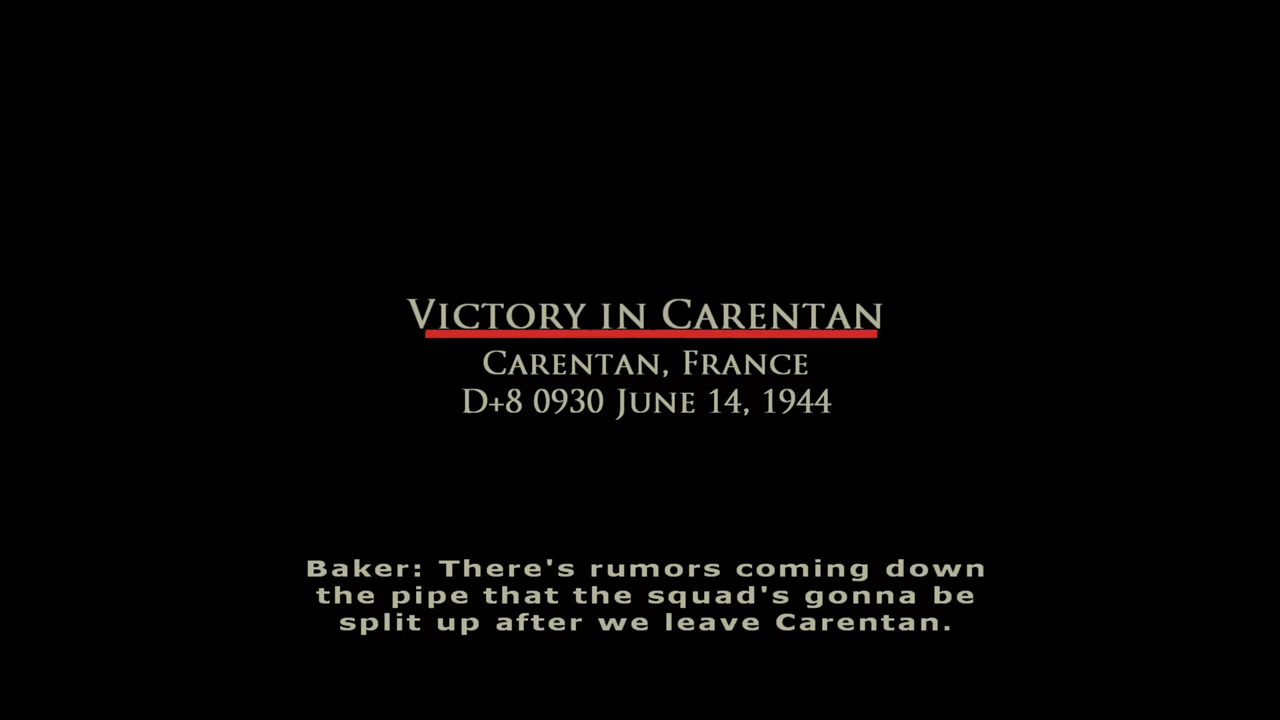 Victory in Carentan
Carentan, France
D+8 0930 June 14, 1944
Baker: There's rumors coming down
the pipe that the squad's gonna be
split up after we leave Carentan.